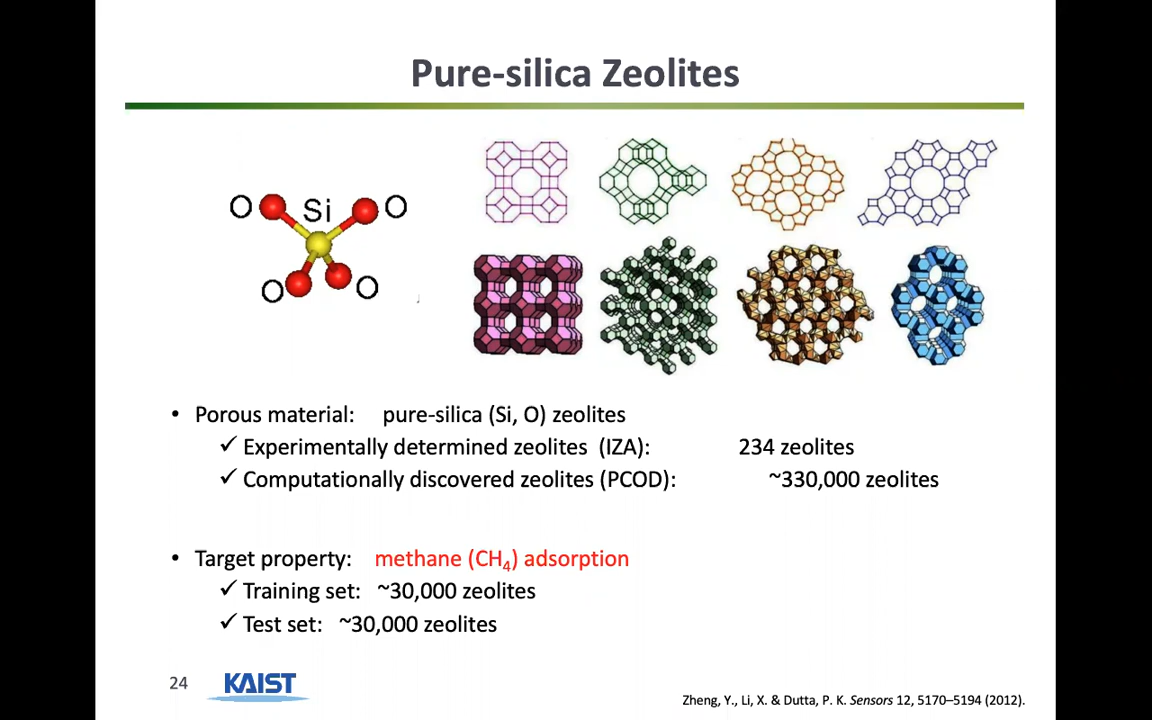 Pure-silica Zeolites
O Si O
O O
• Porous material: pure-silica (Si, O) zeolites
✓ Experimentally determined zeolites (IZA): 234 zeolites
✓ Computationally discovered zeolites (PCOD): ~330,000 zeolites
• Target property: methane (CH₄) adsorption
✓ Training set: ~30,000 zeolites
✓ Test set: ~30,000 zeolites
24 KAIST
Zheng, Y., Li, X. & Dutta, P. K. Sensors 12, 5170–5194 (2012).